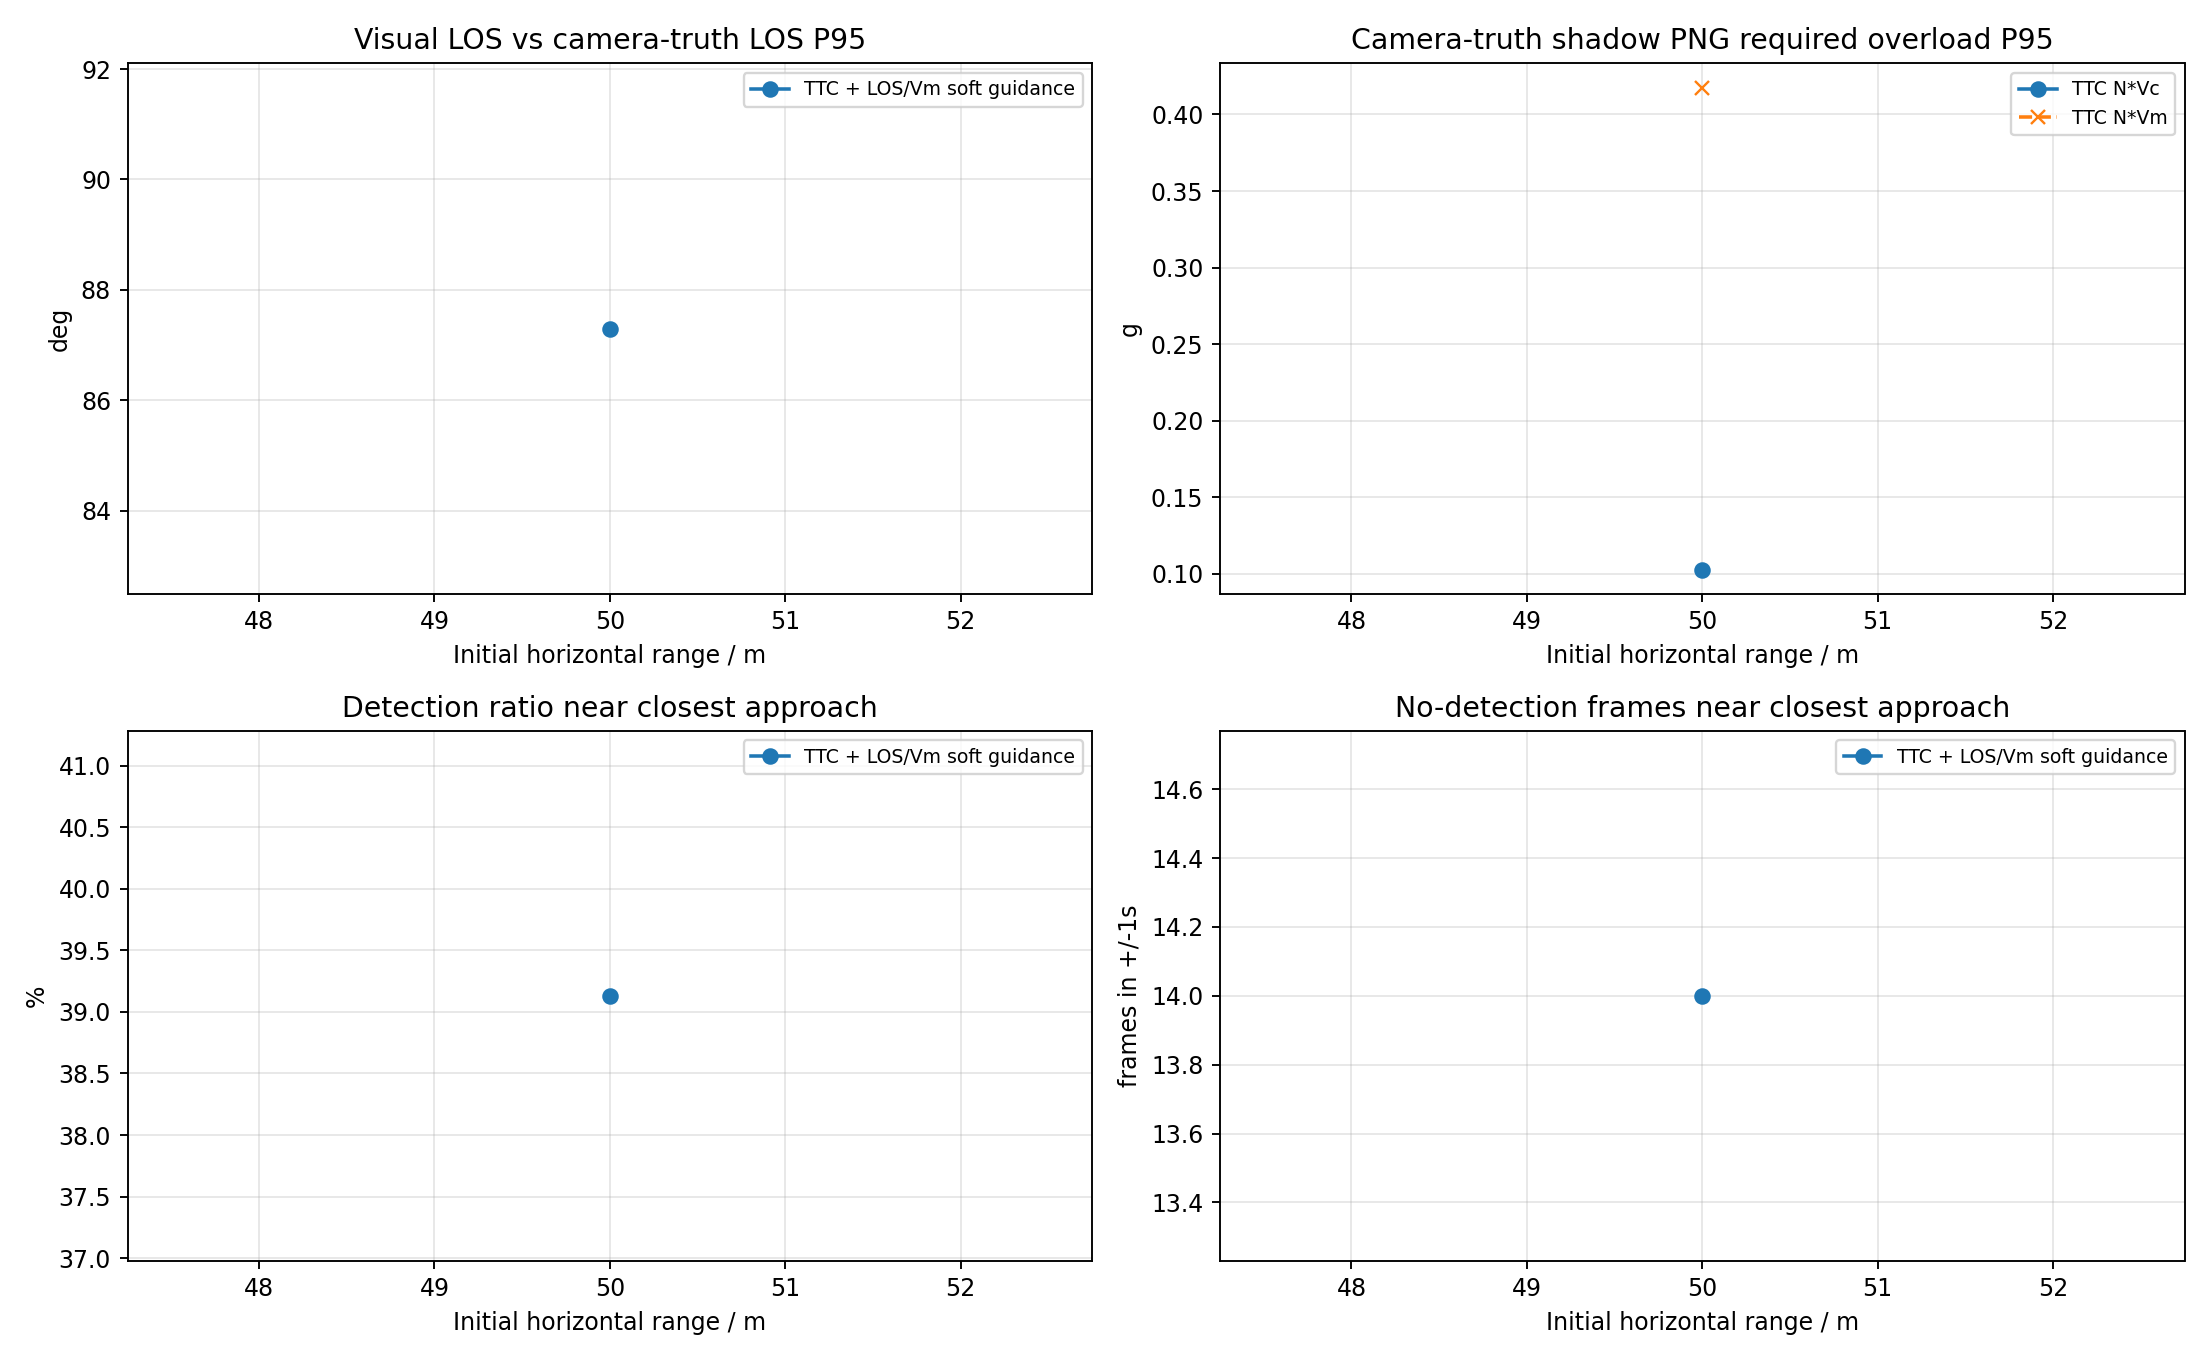 Visual LOS vs camera-truth LOS P95
92
90
88
86
84
deg
TTC + LOS/Vm soft guidance
48 49 50 51 52
Initial horizontal range / m
Camera-truth shadow PNG required overload P95
0.40
0.35
0.30
0.25
0.20
0.15
0.10
g
TTC N*Vc
TTC N*Vm
48 49 50 51 52
Initial horizontal range / m
Detection ratio near closest approach
41.0
40.5
40.0
39.5
39.0
38.5
38.0
37.5
37.0
%
TTC + LOS/Vm soft guidance
48 49 50 51 52
Initial horizontal range / m
No-detection frames near closest approach
14.6
14.4
14.2
14.0
13.8
13.6
13.4
frames in +/-1s
TTC + LOS/Vm soft guidance
48 49 50 51 52
Initial horizontal range / m